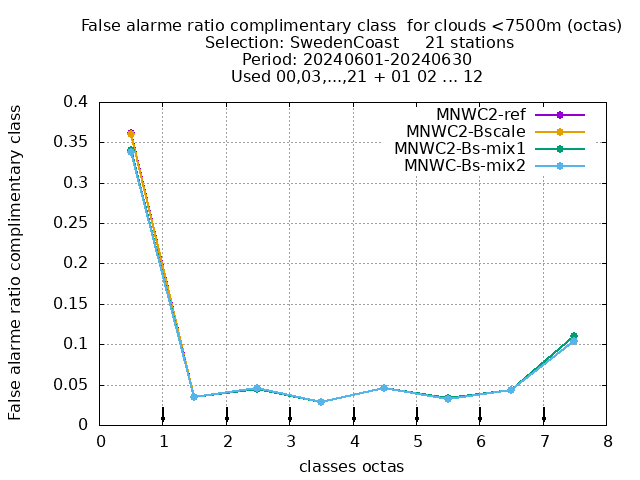 False alarme ratio complimentary class  for clouds <7500m (octas)
Selection: SwedenCoast     21 stations
Period: 20240601-20240630
Used 00,03,...,21 + 01 02 ... 12
False alarme ratio complimentary class
0.4
0.35
0.3
0.25
0.2
0.15
0.1
0.05
0
MNWC2-ref
MNWC2-Bscale
MNWC2-Bs-mix1
MNWC-Bs-mix2
0 1 2 3 4 5 6 7 8
classes octas